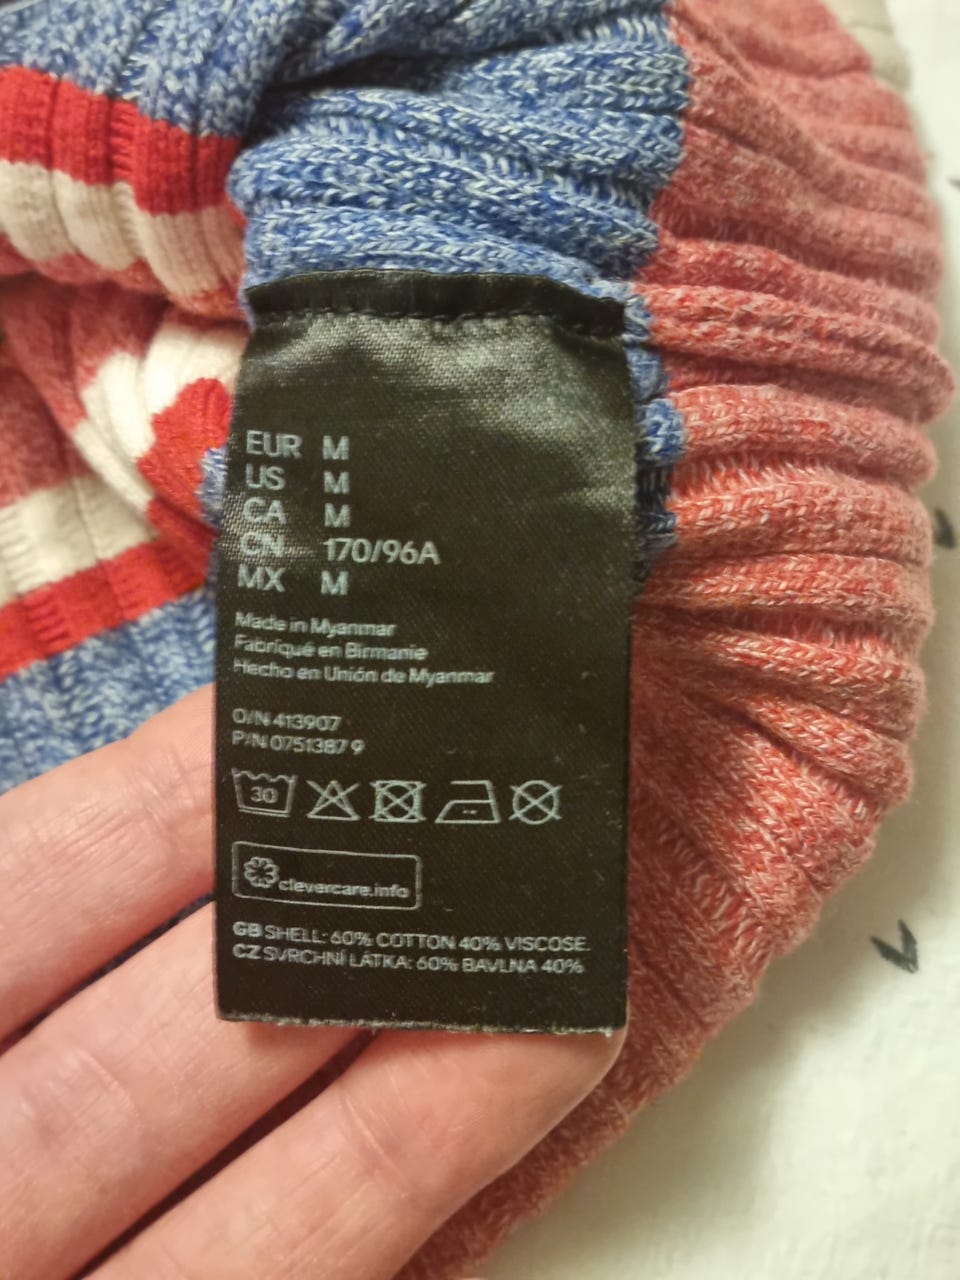 EUR M
US M
CA M
CN 170/96A
MX M
Made in Myanmar
Fabriqué en Birmanie
Hecho en Unión de Myanmar
O/N 413907
P/N 0751387 9
30
clevercare.info
GB SHELL: 60% COTTON 40% VISCOSE.
CZ SVRCHNÍ LÁTKA: 60% BAVLNA 40%